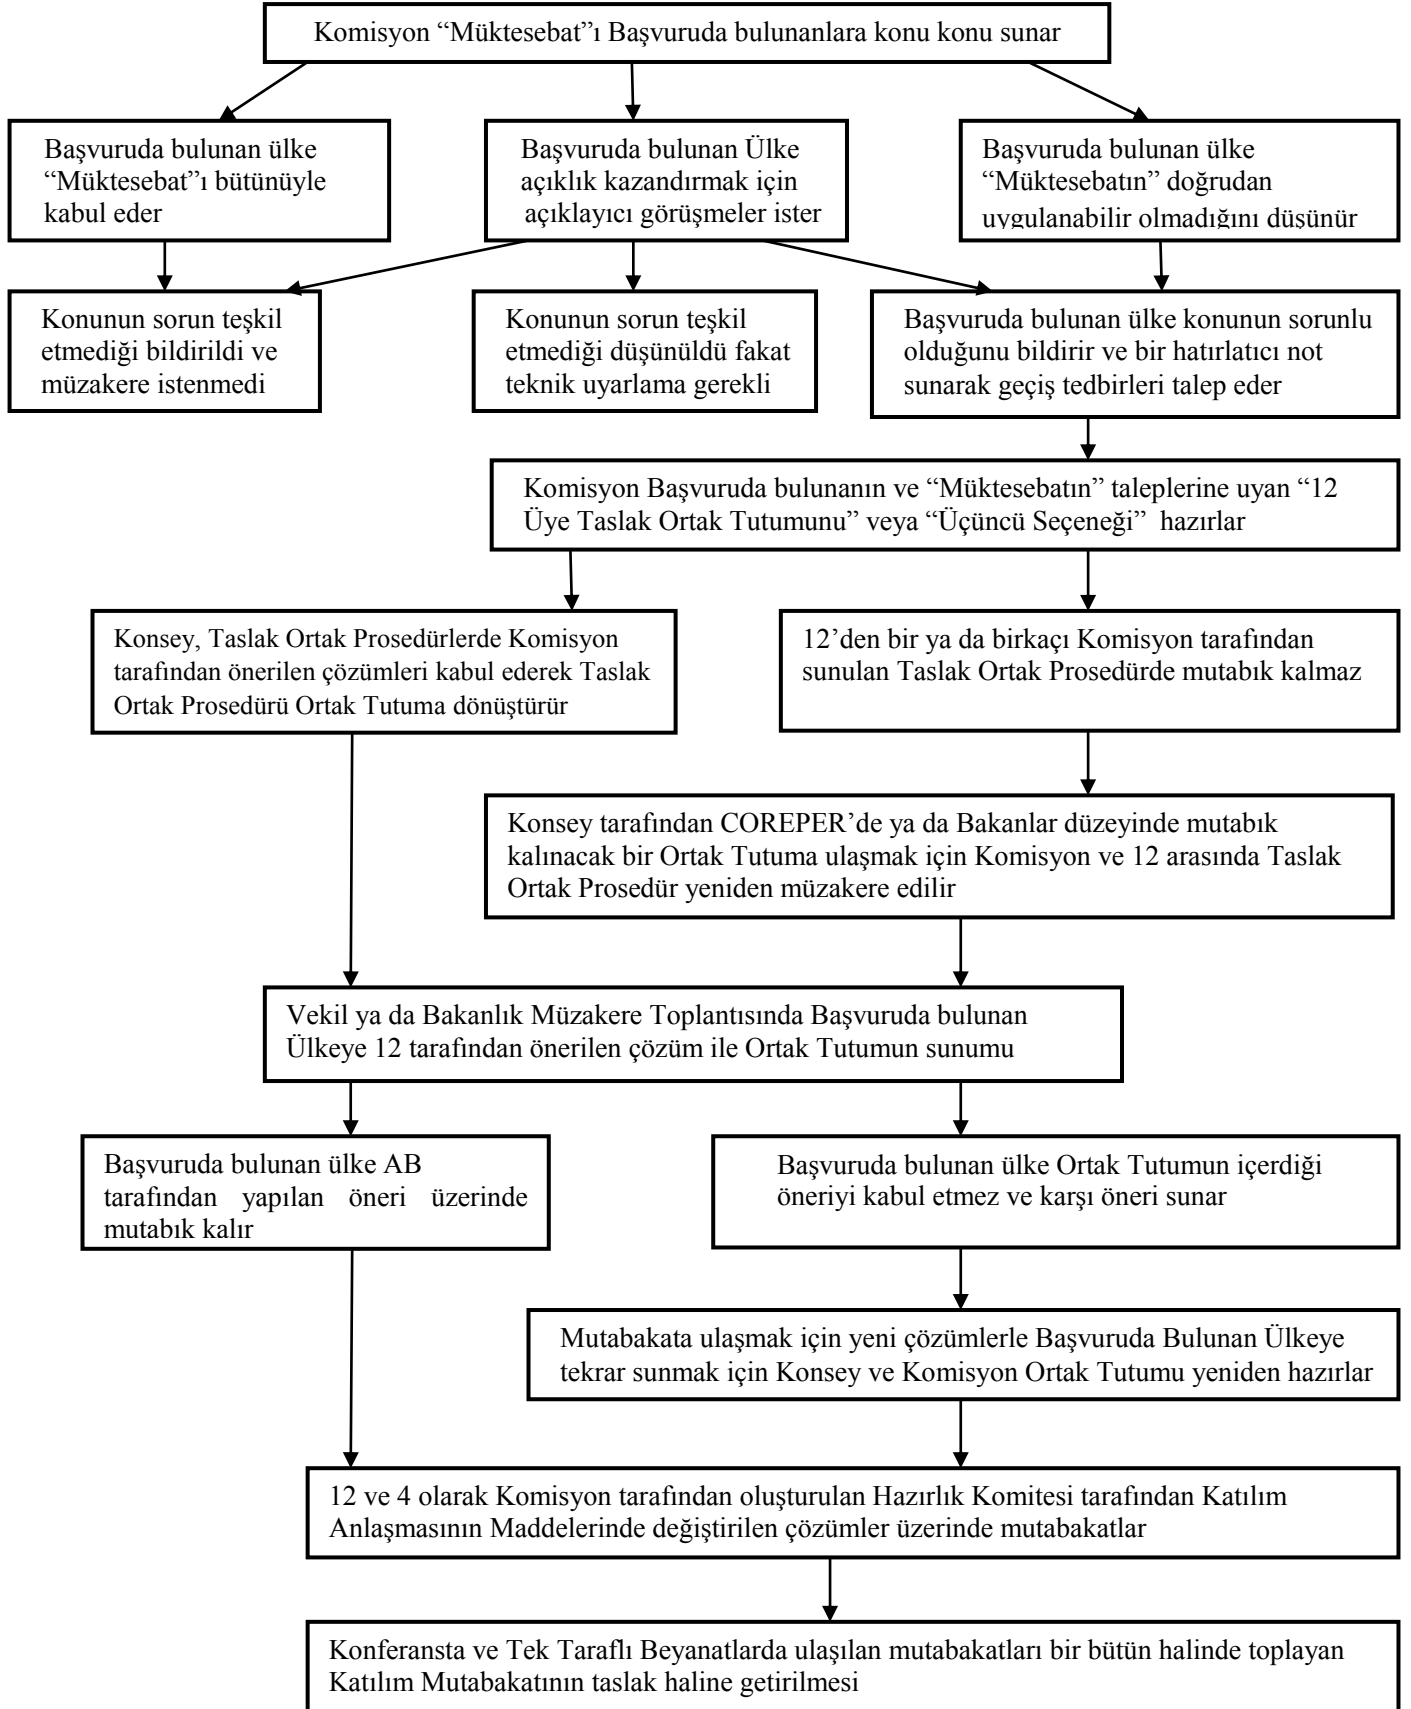 Komisyon “Müktesebat”ı Başvuruda bulunanlara konu konu sunar
Başvuruda bulunan ülke
“Müktesebat”ı bütünüyle
kabul eder
Başvuruda bulunan Ülke
açıklık kazandırmak için
açıklayıcı görüşmeler ister
Başvuruda bulunan ülke
“Müktesebatın” doğrudan
uygulanabilir olmadığını düşünür
Konunun sorun teşkil
etmediği bildirildi ve
müzakere istenmedi
Konunun sorun teşkil
etmediği düşünüldü fakat
teknik uyarlama gerekli
Başvuruda bulunan ülke konunun sorunlu
olduğunu bildirir ve bir hatırlatıcı not
sunarak geçiş tedbirleri talep eder
Komisyon Başvuruda bulunanın ve “Müktesebatın” taleplerine uyan “12
Üye Taslak Ortak Tutumunu” veya “Üçüncü Seçeneği” hazırlar
Konsey, Taslak Ortak Prosedürlerde Komisyon
tarafından önerilen çözümleri kabul ederek Taslak
Ortak Prosedürü Ortak Tutuma dönüştürür
12’den bir ya da birkaçı Komisyon tarafından
sunulan Taslak Ortak Prosedürde mutabık kalmaz
Konsey tarafından COREPER’de ya da Bakanlar düzeyinde mutabık
kalınacak bir Ortak Tutuma ulaşmak için Komisyon ve 12 arasında Taslak
Ortak Prosedür yeniden müzakere edilir
Vekil ya da Bakanlık Müzakere Toplantısında Başvuruda bulunan
Ülkeye 12 tarafından önerilen çözüm ile Ortak Tutumun sunumu
Başvuruda bulunan ülke AB
tarafından yapılan öneri üzerinde
mutabık kalır
Başvuruda bulunan ülke Ortak Tutumun içerdiği
öneriyi kabul etmez ve karşı öneri sunar
Mutabakata ulaşmak için yeni çözümlerle Başvuruda Bulunan Ülkeye
tekrar sunmak için Konsey ve Komisyon Ortak Tutumu yeniden hazırlar
12 ve 4 olarak Komisyon tarafından oluşturulan Hazırlık Komitesi tarafından Katılım
Anlaşmasının Maddelerinde değiştirilen çözümler üzerinde mutabakatlar
Konferansta ve Tek Taraflı Beyanatlarda ulaşılan mutabakatları bir bütün halinde toplayan
Katılım Mutabakatının taslak haline getirilmesi